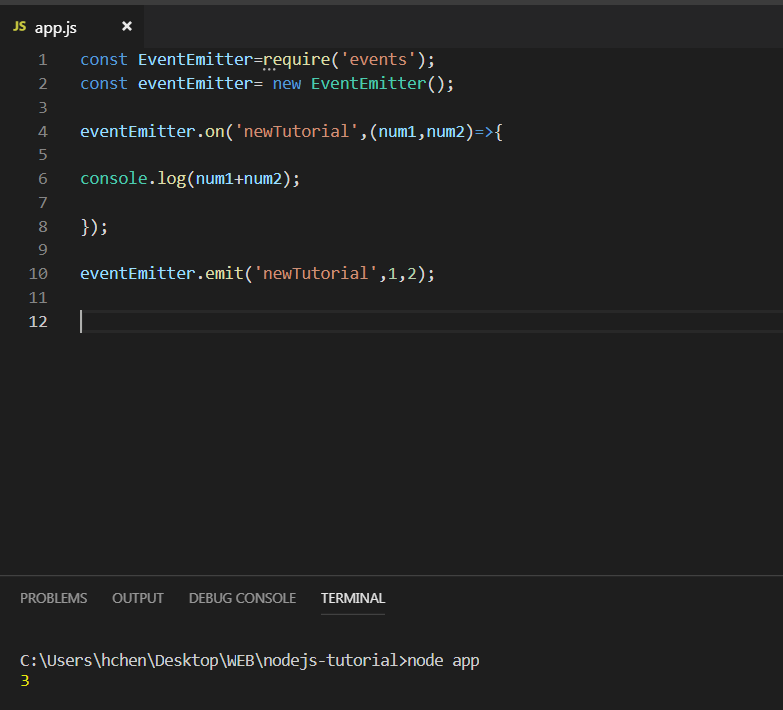 JS app.js ×
1 const EventEmitter=require('events');
2 const eventEmitter= new EventEmitter();
3
4 eventEmitter.on('newTutorial',(num1,num2)=>{
5
6 console.log(num1+num2);
7
8 });
9
10 eventEmitter.emit('newTutorial',1,2);
11
12
PROBLEMS OUTPUT DEBUG CONSOLE TERMINAL
C:\Users\hchen\Desktop\WEB\nodejs-tutorial>node app
3